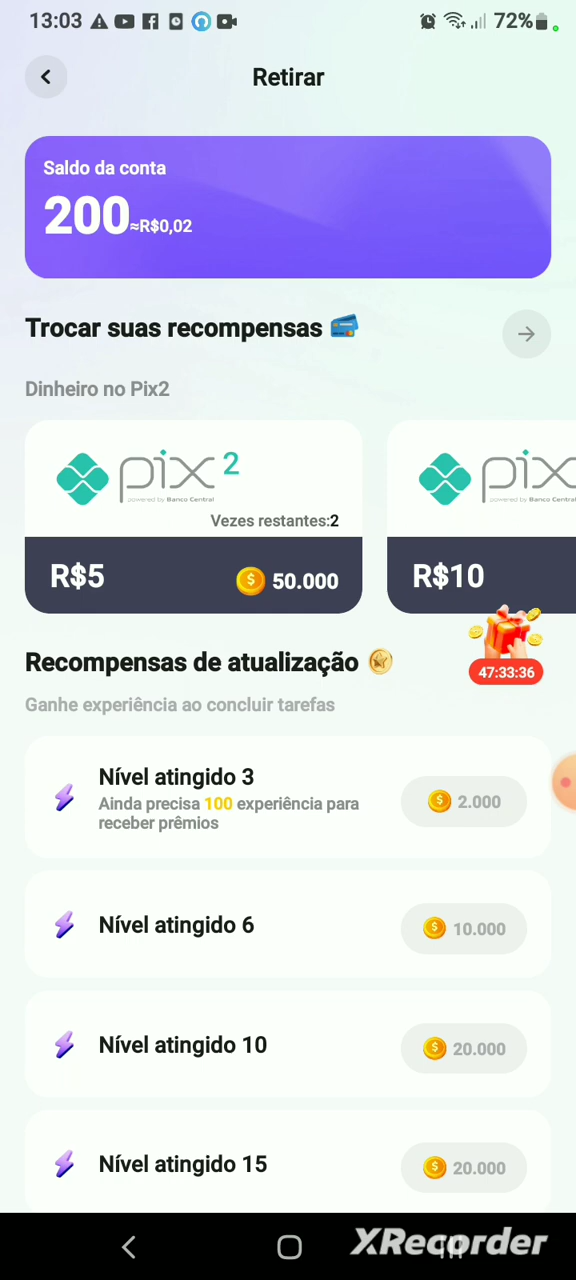 13:03
72%
Retirar
Saldo da conta
200≈R$0,02
Trocar suas recompensas
Dinheiro no Pix2
pix 2
powered by Banco Central
Vezes restantes:2
R$5
50.000
pix
powered by Banco Central
R$10
47:33:36
Recompensas de atualização
Ganhe experiência ao concluir tarefas
Nível atingido 3
Ainda precisa 100 experiência para
receber prêmios
2.000
Nível atingido 6
10.000
Nível atingido 10
20.000
Nível atingido 15
20.000
XRecorder